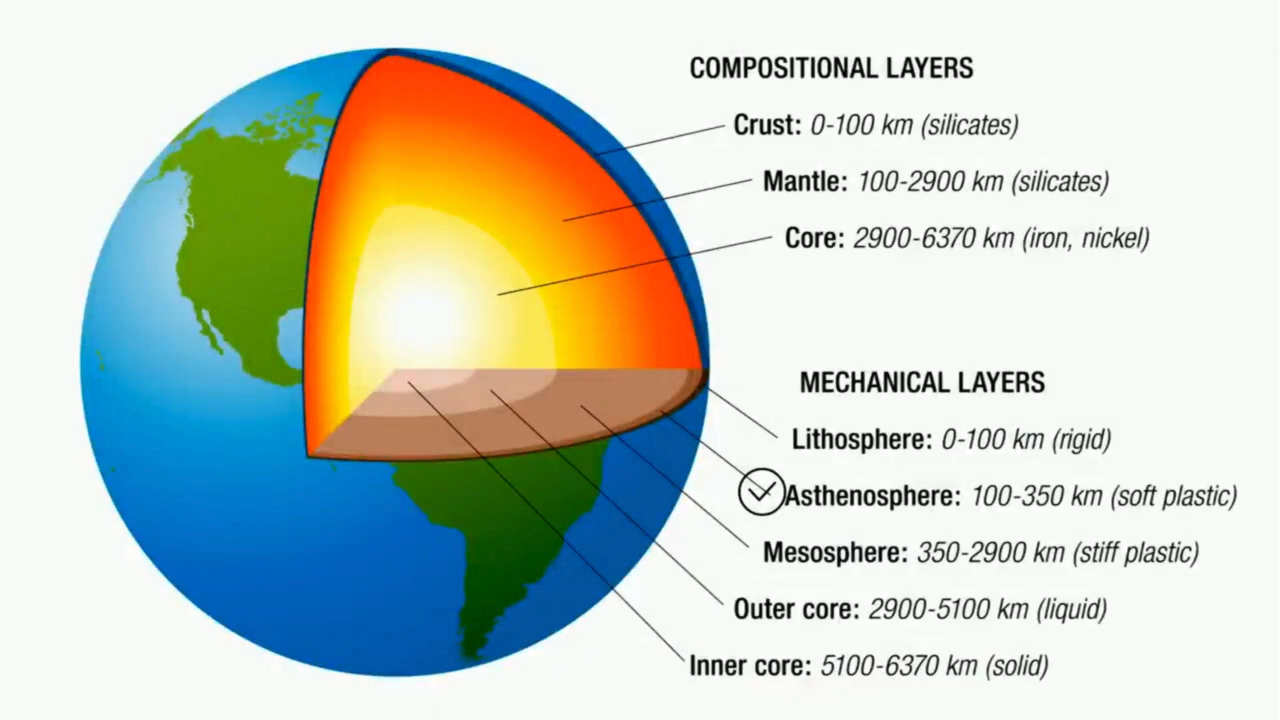 COMPOSITIONAL LAYERS
Crust: 0-100 km (silicates)
Mantle: 100-2900 km (silicates)
Core: 2900-6370 km (iron, nickel)
MECHANICAL LAYERS
Lithosphere: 0-100 km (rigid)
Asthenosphere: 100-350 km (soft plastic)
Mesosphere: 350-2900 km (stiff plastic)
Outer core: 2900-5100 km (liquid)
Inner core: 5100-6370 km (solid)